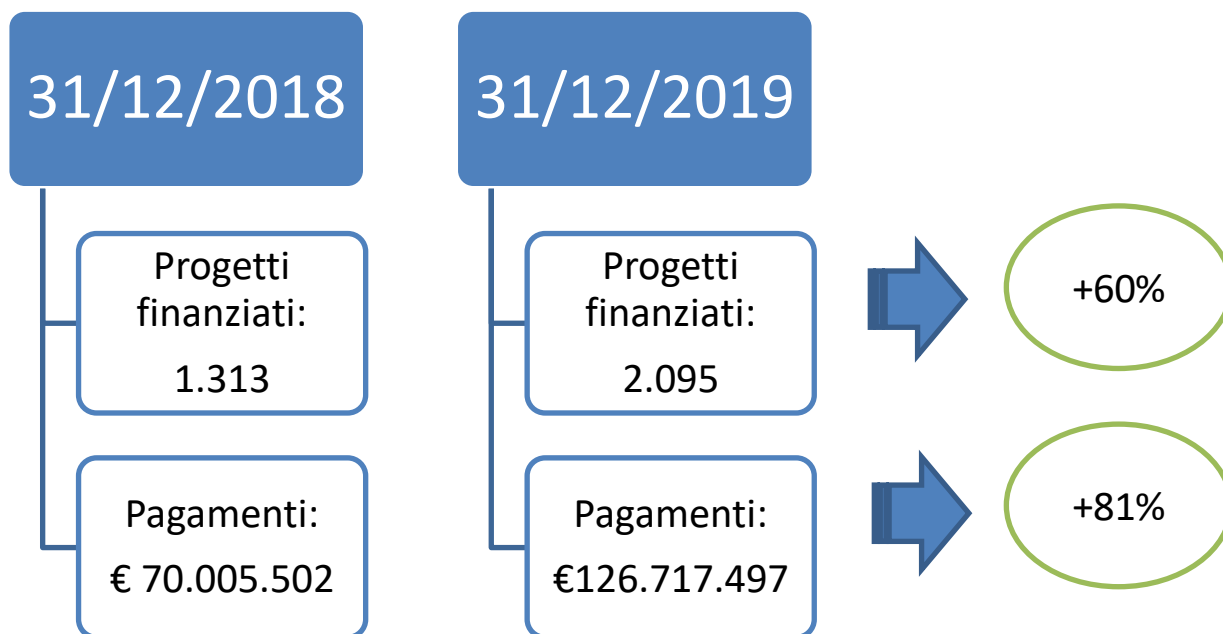 31/12/2018
Progetti
finanziati:
1.313
Pagamenti:
€ 70.005.502
31/12/2019
Progetti
finanziati:
2.095
Pagamenti:
€126.717.497
+60%
+81%